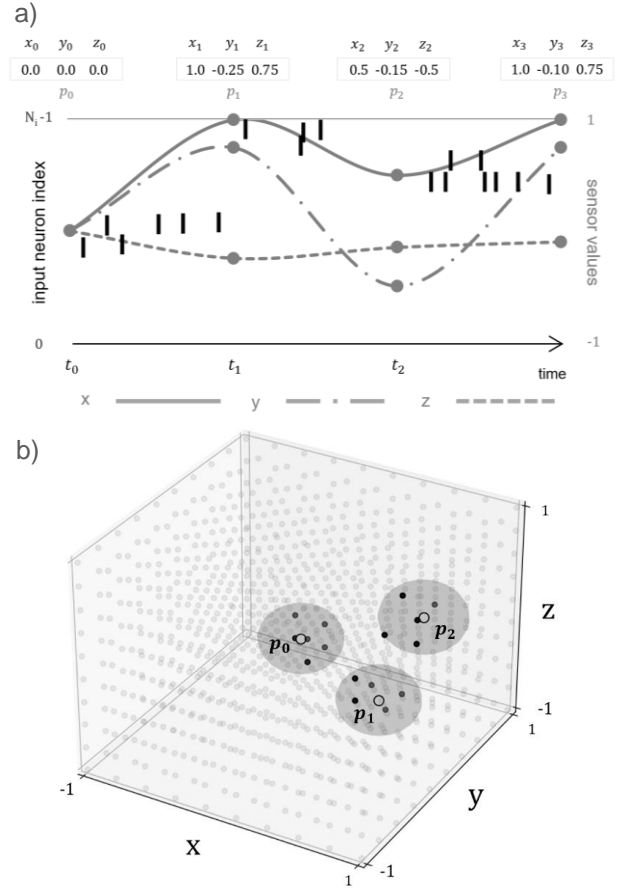 a)
x₀ y₀ z₀ x₁ y₁ z₁ x₂ y₂ z₂ x₃ y₃ z₃
0.0 0.0 0.0 1.0 -0.25 0.75 0.5 -0.15 -0.5 1.0 -0.10 0.75
p₀ p₁ p₂ p₃
Nᵢ-1 1
input neuron index
sensor values
0 -1
t₀ t₁ t₂
time
x y z
b)
1
z
p₀ p₂
p₁
-1
1
-1
y
x
-1
1